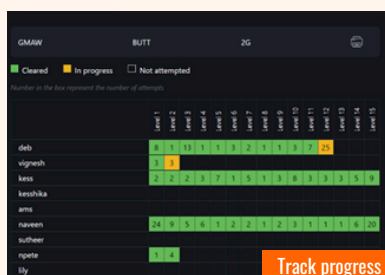 GMAW BUTT 2G
Cleared In progress Not attempted
Number in the box represent the number of attempts
Level 1 Level 2 Level 3 Level 4 Level 5 Level 6 Level 7 Level 8 Level 9 Level 10 Level 11 Level 12 Level 13 Level 14 Level 15
deb 8 1 13 1 1 3 2 1 1 3 7 25
vignesh 3 3
kess 2 2 2 3 7 1 5 1 3 8 3 3 3 5 9
kesshika
ams
naveen 24 9 5 6 1 2 2 1 2 3 1 1 1 6 20
sutheer
npete 1 4
lily
Track progress